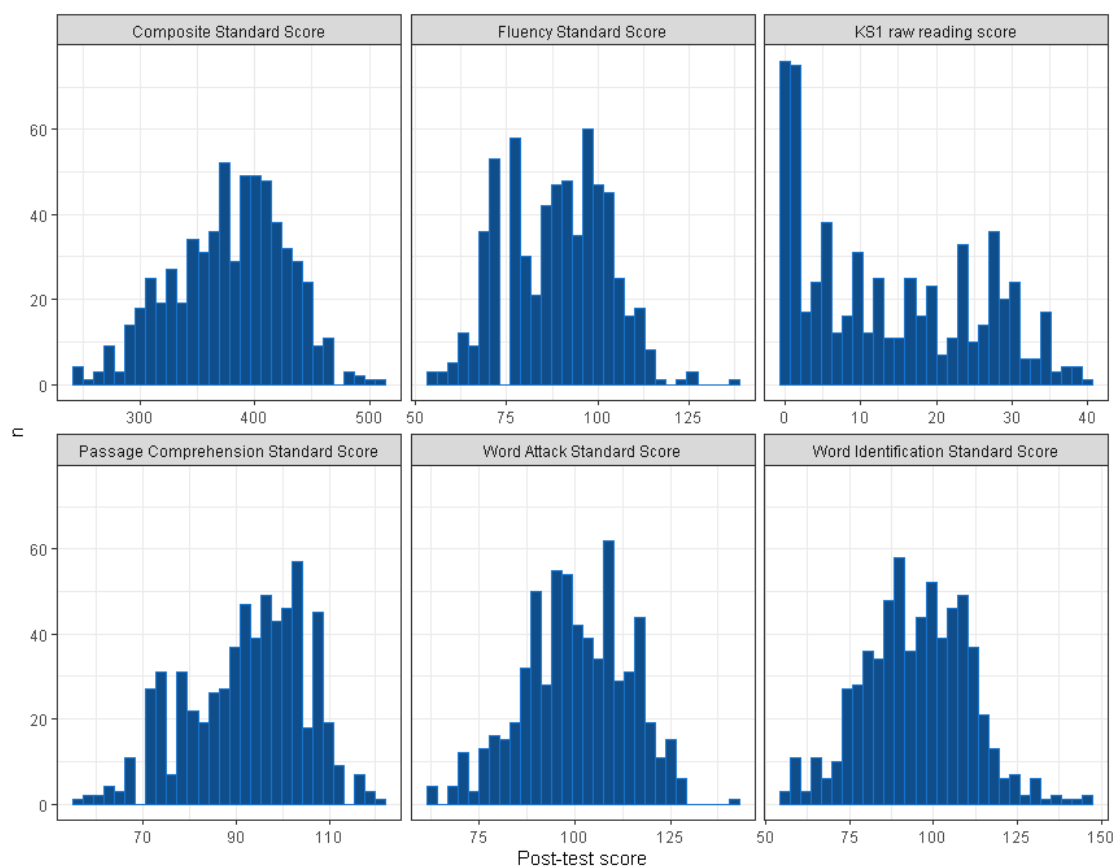 Composite Standard Score
Fluency Standard Score
KS1 raw reading score
60
40
20
0
300 400 500
50 75 100 125
0 10 20 30 40
n
Passage Comprehension Standard Score
Word Attack Standard Score
Word Identification Standard Score
60
40
20
0
70 90 110
75 100 125
50 75 100 125 150
Post-test score